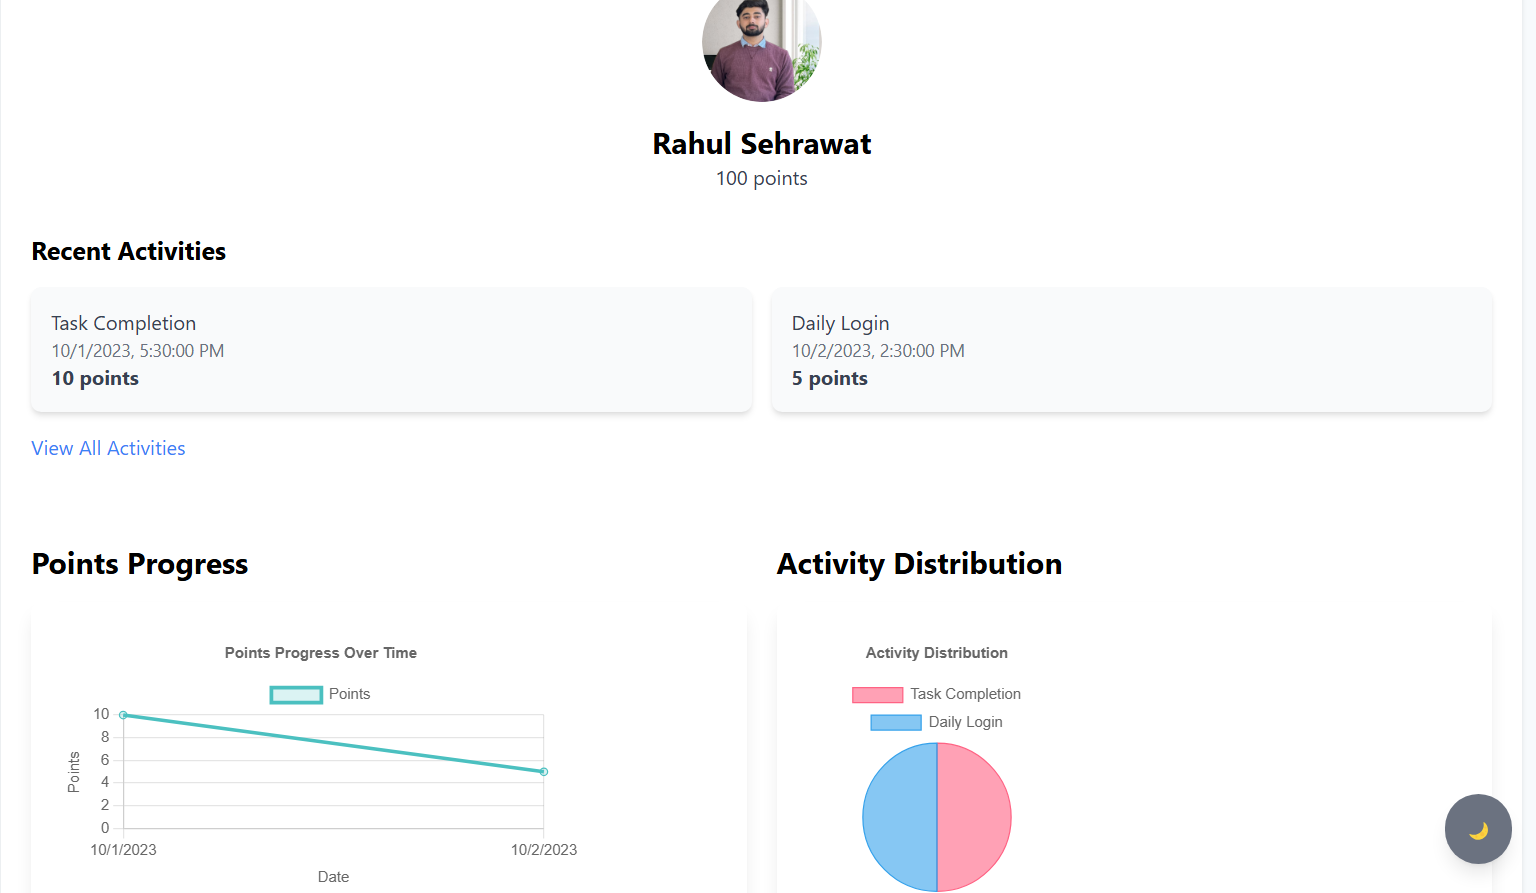 Rahul Sehrawat
100 points
Recent Activities
Task Completion
10/1/2023, 5:30:00 PM
10 points
Daily Login
10/2/2023, 2:30:00 PM
5 points
View All Activities
Points Progress
Points Progress Over Time
Points
10
8
6
4
2
0
Points
10/1/2023
10/2/2023
Date
Activity Distribution
Activity Distribution
Task Completion
Daily Login